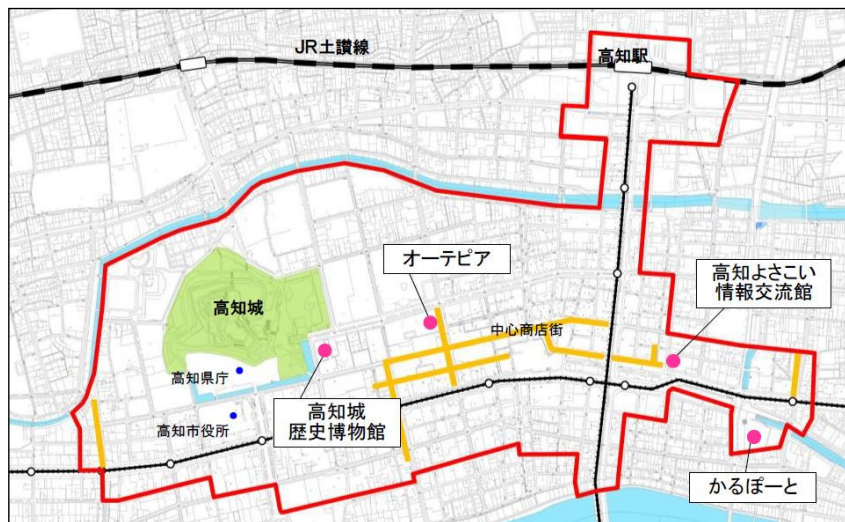 JR土讃線
高知駅
オーテピア
高知よさこい
情報交流館
高知城
中心商店街
高知県庁
高知城
歴史博物館
高知市役所
かるぽーと